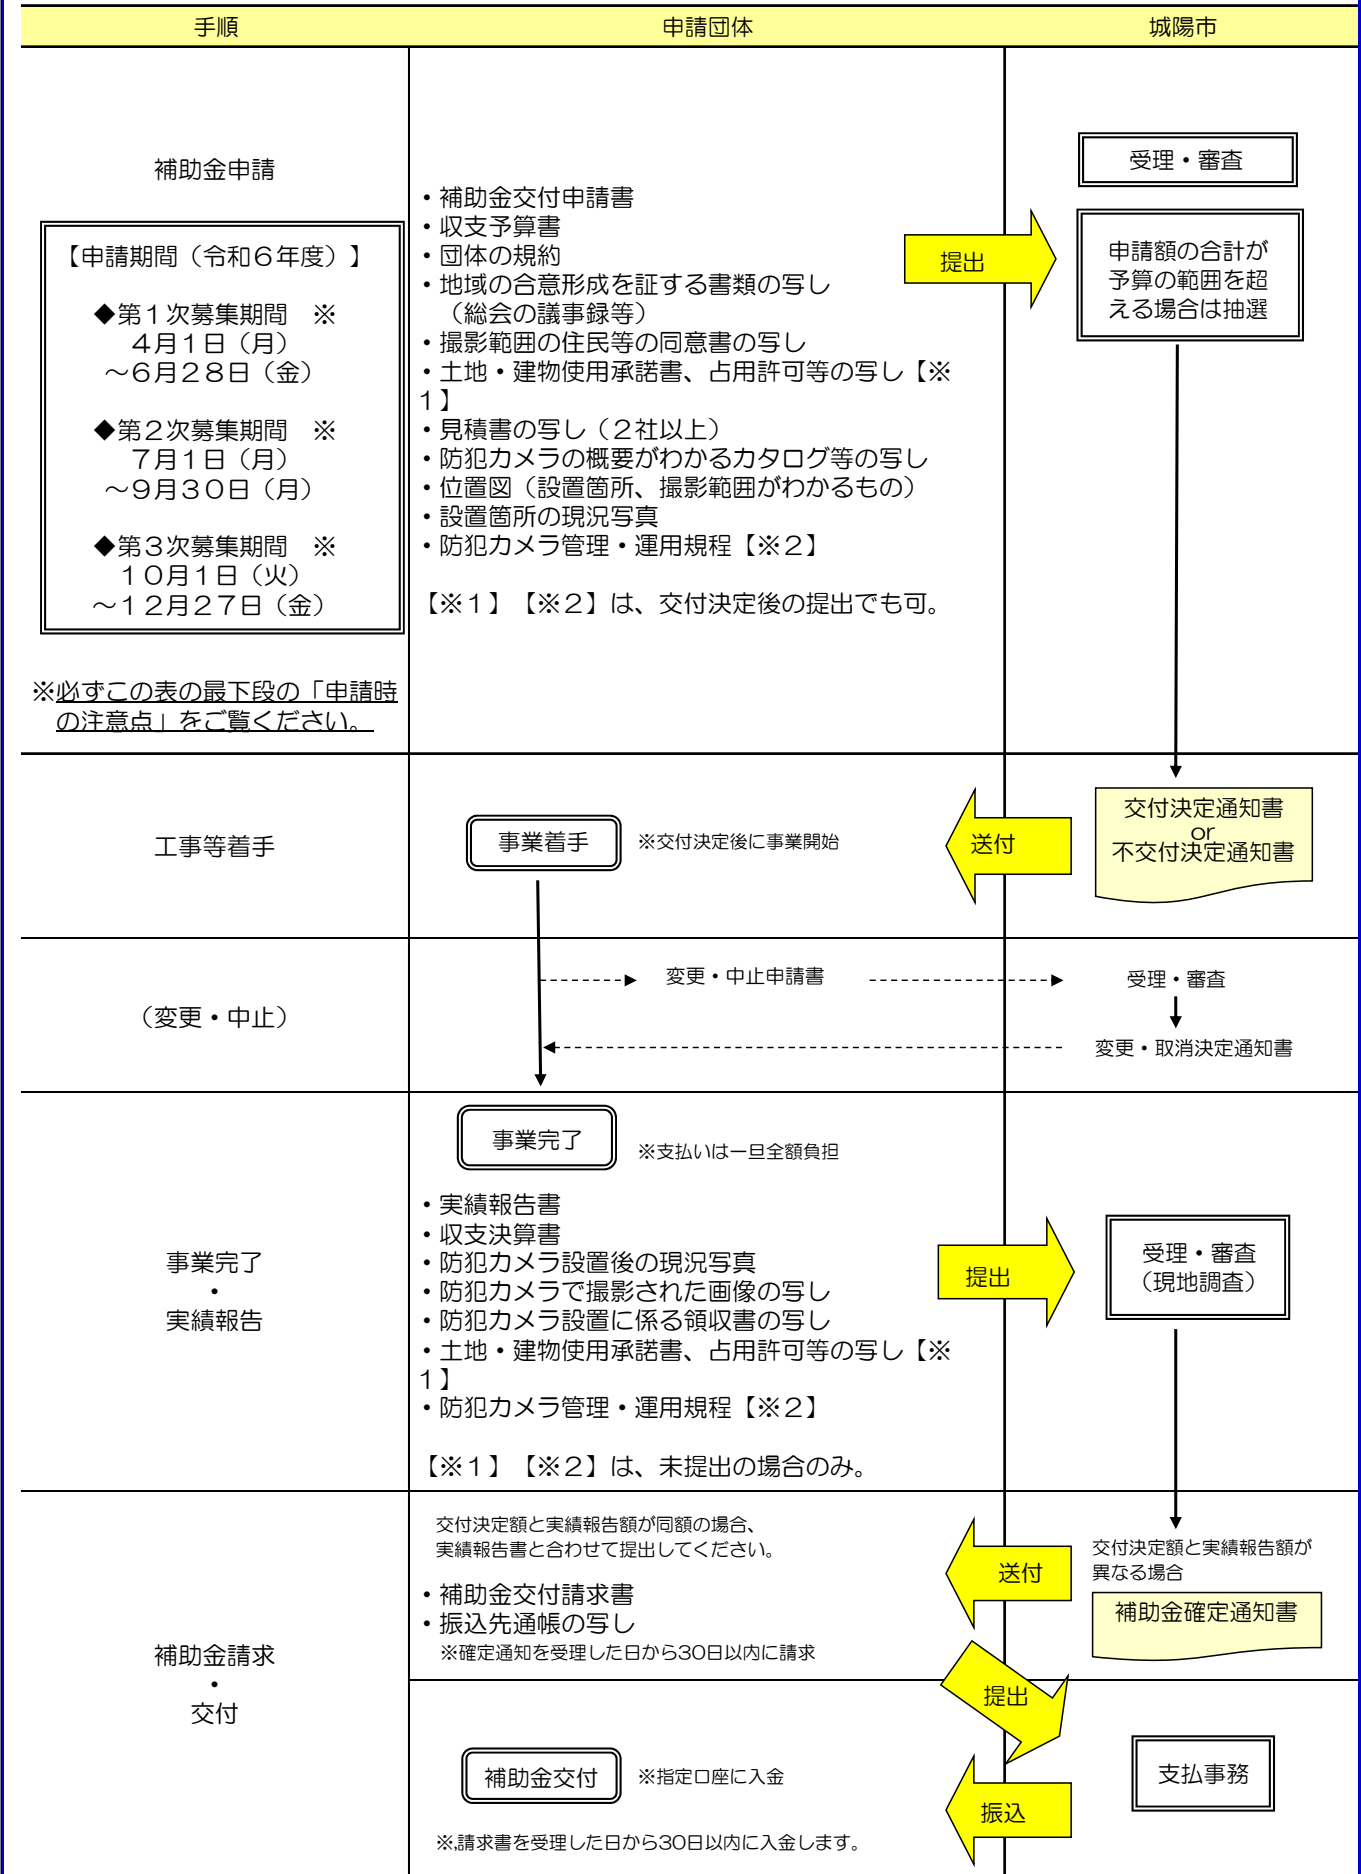 手順
申請団体
城陽市
補助金申請
【申請期間（令和６年度）】
◆第１次募集期間　※
４月１日（月）
～６月２８日（金）
◆第２次募集期間　※
７月１日（月）
～９月３０日（月）
◆第３次募集期間　※
１０月１日（火）
～１２月２７日（金）
※必ずこの表の最下段の「申請時
の注意点」をご覧ください。
・補助金交付申請書
・収支予算書
・団体の規約
・地域の合意形成を証する書類の写し
（総会の議事録等）
・撮影範囲の住民等の同意書の写し
・土地・建物使用承諾書、占用許可等の写し【※
１】
・見積書の写し（２社以上）
・防犯カメラの概要がわかるカタログ等の写し
・位置図（設置箇所、撮影範囲がわかるもの）
・設置箇所の現況写真
・防犯カメラ管理・運用規程【※２】
【※１】【※２】は、交付決定後の提出でも可。
提出
受理・審査
申請額の合計が
予算の範囲を超
える場合は抽選
工事等着手
事業着手
※交付決定後に事業開始
送付
交付決定通知書
or
不交付決定通知書
（変更・中止）
変更・中止申請書
受理・審査
変更・取消決定通知書
事業完了
・
実績報告
事業完了
※支払いは一旦全額負担
・実績報告書
・収支決算書
・防犯カメラ設置後の現況写真
・防犯カメラで撮影された画像の写し
・防犯カメラ設置に係る領収書の写し
・土地・建物使用承諾書、占用許可等の写し【※
１】
・防犯カメラ管理・運用規程【※２】
【※１】【※２】は、未提出の場合のみ。
提出
受理・審査
（現地調査）
補助金請求
・
交付
交付決定額と実績報告額が同額の場合、
実績報告書と合わせて提出してください。
・補助金交付請求書
・振込先通帳の写し
※確定通知を受理した日から30日以内に請求
送付
交付決定額と実績報告額が
異なる場合
補助金確定通知書
提出
補助金交付
※指定口座に入金
※,請求書を受理した日から30日以内に入金します。
振込
支払事務